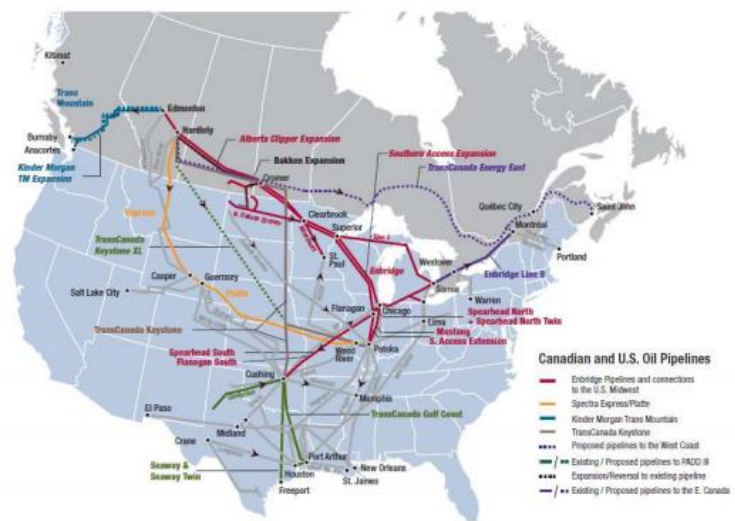 Kitimat
Trans
Mountain
Edmonton
Hardisty
Burnaby
Anacortes
Kinder Morgan
TM Expansion
Alberta Clipper Expansion
Bakken Expansion
Cromer
Southern Access Expansion
TransCanada Energy East
Québec City
Saint John
Montréal
Portland
Express
Clearbrook
Superior
TransCanada
Keystone XL
St.
Paul
Enbridge
Westover
Sarnia
Enbridge Line 9
Casper
Guernsey
Salt Lake City
Platte
Flanagan
Chicago
Warren
Lima
Spearhead North
+ Spearhead North Twin
Mustang
S. Access Extension
TransCanada Keystone
Wood
River
Patoka
Spearhead South
Flanagan South
Cushing
Memphis
TransCanada Gulf Coast
El Paso
Midland
Crane
Port Arthur
Houston
New Orleans
St. James
Freeport
Seaway &
Seaway Twin
Canadian and U.S. Oil Pipelines
Enbridge Pipelines and connections
to the U.S. Midwest
Spectra Express/Platte
Kinder Morgan Trans Mountain
TransCanada Keystone
Proposed pipelines to the West Coast
Existing / Proposed pipelines to PADD III
Expansion/Reversal to existing pipeline
Existing / Proposed pipelines to the E. Canada